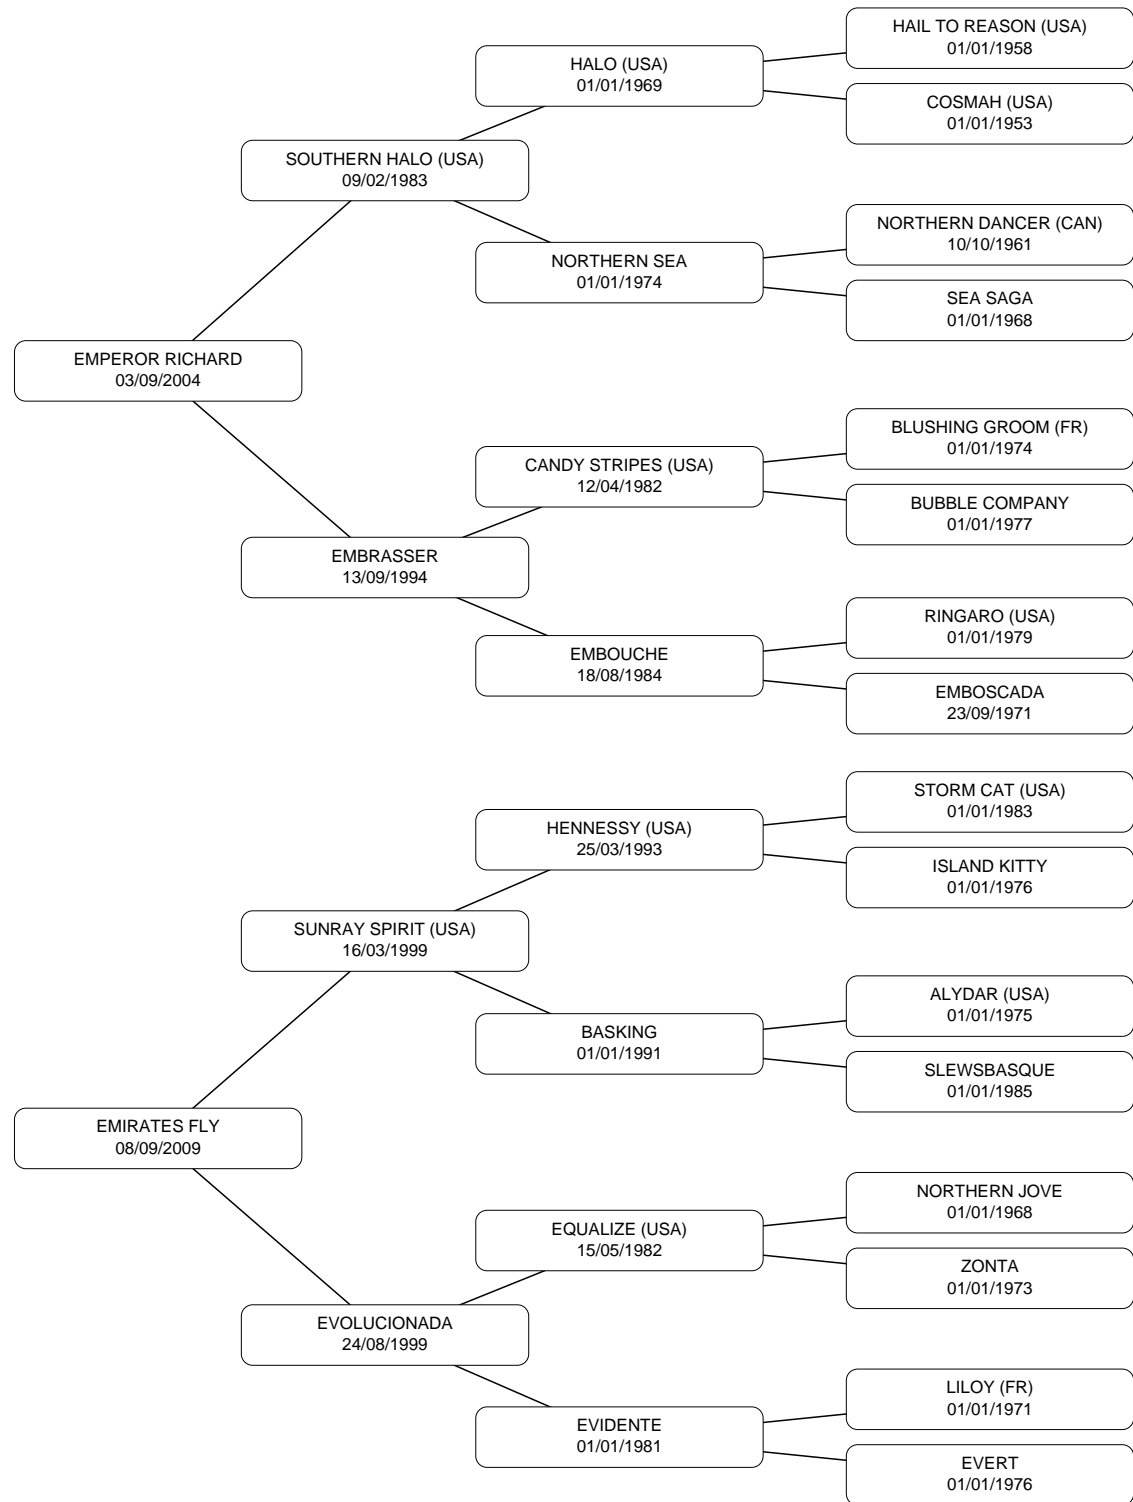 HAIL TO REASON (USA)
01/01/1958
HALO (USA)
01/01/1969
COSMAH (USA)
01/01/1953
SOUTHERN HALO (USA)
09/02/1983
NORTHERN DANCER (CAN)
10/10/1961
NORTHERN SEA
01/01/1974
SEA SAGA
01/01/1968
EMPEROR RICHARD
03/09/2004
BLUSHING GROOM (FR)
01/01/1974
CANDY STRIPES (USA)
12/04/1982
BUBBLE COMPANY
01/01/1977
EMBRASSER
13/09/1994
RINGARO (USA)
01/01/1979
EMBOUCHE
18/08/1984
EMBOSCADA
23/09/1971
STORM CAT (USA)
01/01/1983
HENNESSY (USA)
25/03/1993
ISLAND KITTY
01/01/1976
SUNRAY SPIRIT (USA)
16/03/1999
ALYDAR (USA)
01/01/1975
BASKING
01/01/1991
SLEWSBASQUE
01/01/1985
EMIRATES FLY
08/09/2009
NORTHERN JOVE
01/01/1968
EQUALIZE (USA)
15/05/1982
ZONTA
01/01/1973
EVOLUCIONADA
24/08/1999
LILOY (FR)
01/01/1971
EVIDENTE
01/01/1981
EVERT
01/01/1976